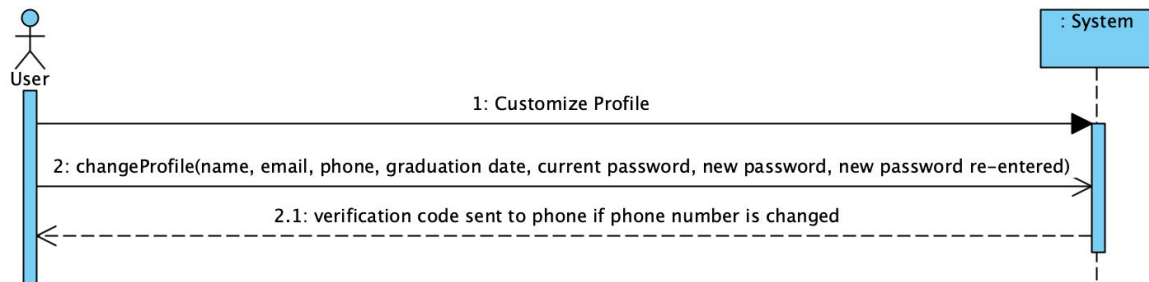 : System
User
1: Customize Profile
2: changeProfile(name, email, phone, graduation date, current password, new password, new password re-entered)
2.1: verification code sent to phone if phone number is changed